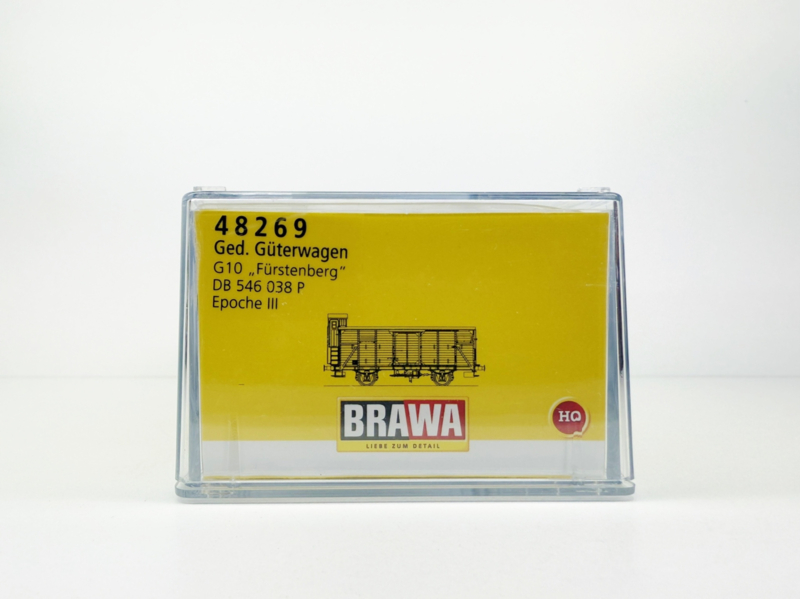 48269
Ged. Güterwagen
G10 „Fürstenberg"
DB 546 038 P
Epoche III
BRAWA
LIEBE ZUM DETAIL
HQ